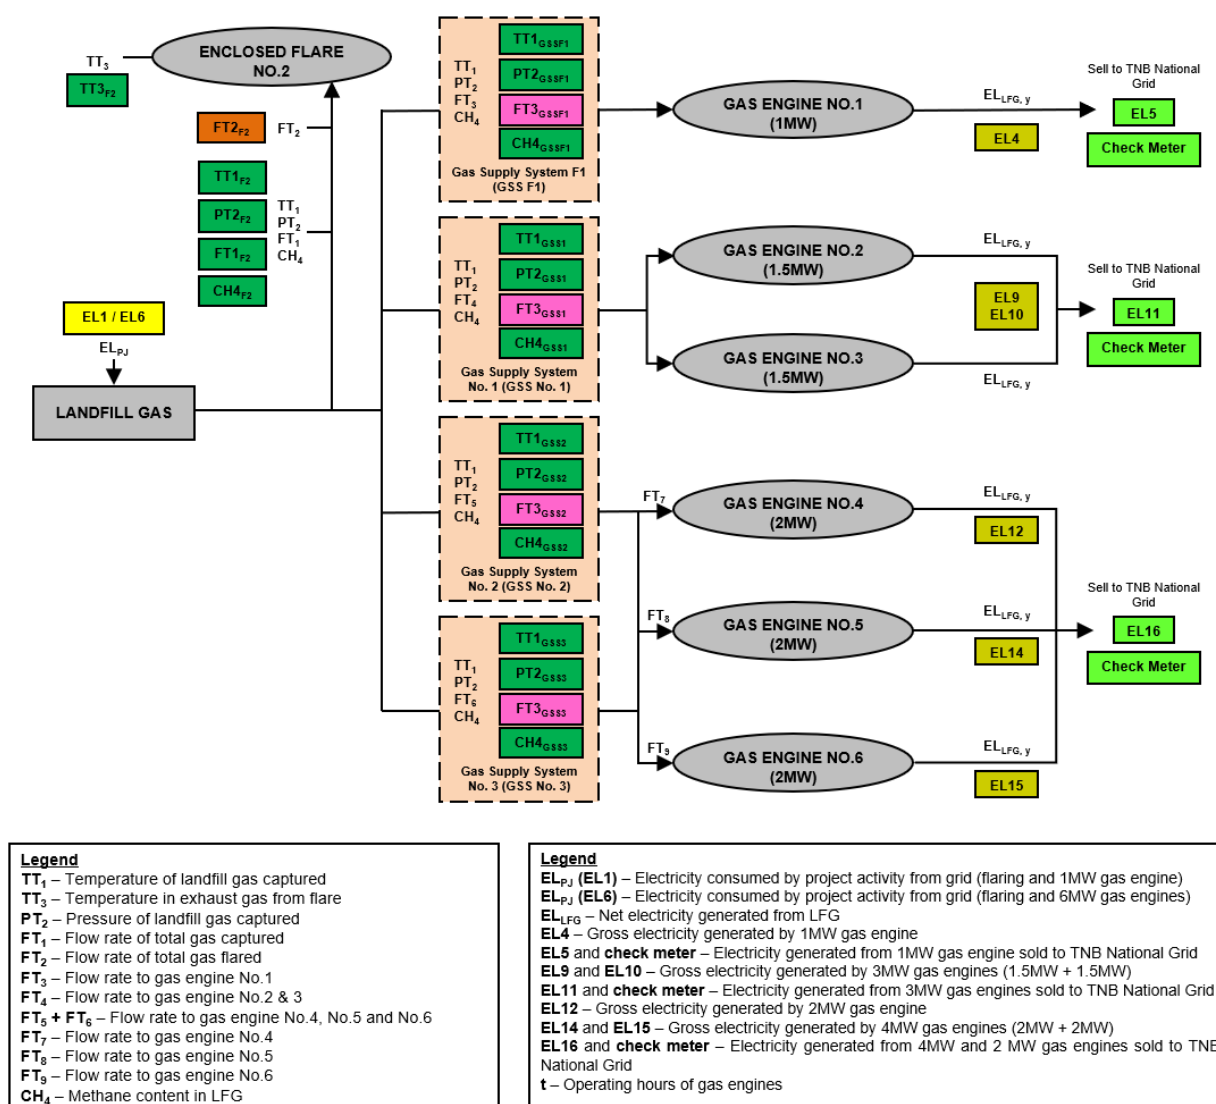 ENCLOSED FLARE
NO.2
TT3
TT3F2
FT2F2
FT2
TT1F2
PT2F2
FT1F2
CH4F2
TT1
PT2
FT1
CH4
EL1 / EL6
ELPJ
LANDFILL GAS
TT1
PT2
FT3
CH4
TT1GSSF1
PT2GSSF1
FT3GSSF1
CH4GSSF1
Gas Supply System F1
(GSS F1)
GAS ENGINE NO.1
(1MW)
ELLFG, y
EL4
Sell to TNB National
Grid
EL5
Check Meter
TT1
PT2
FT4
CH4
TT1GSS1
PT2GSS1
FT3GSS1
CH4GSS1
Gas Supply System
No. 1 (GSS No. 1)
GAS ENGINE NO.2
(1.5MW)
ELLFG, y
EL9
EL10
GAS ENGINE NO.3
(1.5MW)
ELLFG, y
Sell to TNB National
Grid
EL11
Check Meter
TT1
PT2
FT5
CH4
TT1GSS2
PT2GSS2
FT3GSS2
CH4GSS2
Gas Supply System
No. 2 (GSS No. 2)
FT7
GAS ENGINE NO.4
(2MW)
ELLFG, y
EL12
FT8
GAS ENGINE NO.5
(2MW)
ELLFG, y
EL14
Sell to TNB National
Grid
EL16
Check Meter
TT1
PT2
FT6
CH4
TT1GSS3
PT2GSS3
FT3GSS3
CH4GSS3
Gas Supply System
No. 3 (GSS No. 3)
FT9
GAS ENGINE NO.6
(2MW)
ELLFG, y
EL15
Legend
TT1 – Temperature of landfill gas captured
TT3 – Temperature in exhaust gas from flare
PT2 – Pressure of landfill gas captured
FT1 – Flow rate of total gas captured
FT2 – Flow rate of total gas flared
FT3 – Flow rate to gas engine No.1
FT4 – Flow rate to gas engine No.2 & 3
FT5 + FT6 – Flow rate to gas engine No.4, No.5 and No.6
FT7 – Flow rate to gas engine No.4
FT8 – Flow rate to gas engine No.5
FT9 – Flow rate to gas engine No.6
CH4 – Methane content in LFG
Legend
ELPJ (EL1) – Electricity consumed by project activity from grid (flaring and 1MW gas engine)
ELPJ (EL6) – Electricity consumed by project activity from grid (flaring and 6MW gas engines)
ELLFG – Net electricity generated from LFG
EL4 – Gross electricity generated by 1MW gas engine
EL5 and check meter – Electricity generated from 1MW gas engine sold to TNB National Grid
EL9 and EL10 – Gross electricity generated by 3MW gas engines (1.5MW + 1.5MW)
EL11 and check meter – Electricity generated from 3MW gas engines sold to TNB National Grid
EL12 – Gross electricity generated by 2MW gas engine
EL14 and EL15 – Gross electricity generated by 4MW gas engines (2MW + 2MW)
EL16 and check meter – Electricity generated from 4MW and 2 MW gas engines sold to TNB
National Grid
t – Operating hours of gas engines